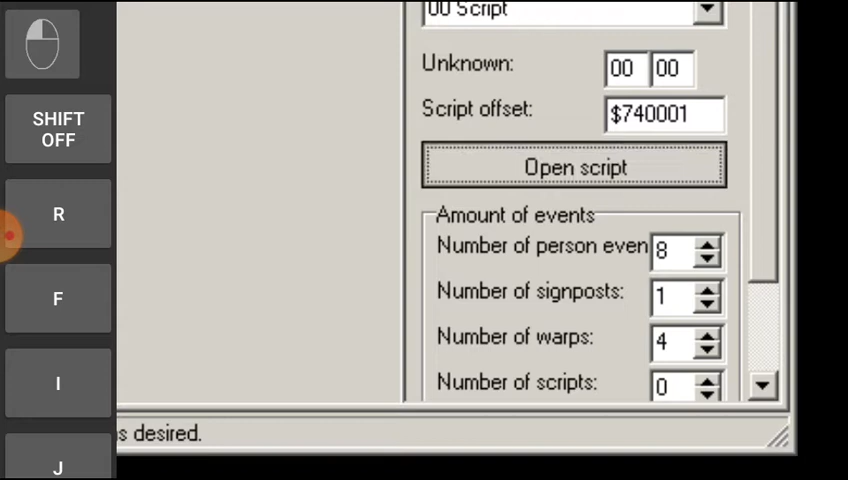 00 Script
Unknown: 00 00
Script offset: $740001
Open script
Amount of events
Number of person even 8
Number of signposts: 1
Number of warps: 4
Number of scripts: 0
s desired.
SHIFT
OFF
R
F
I
J